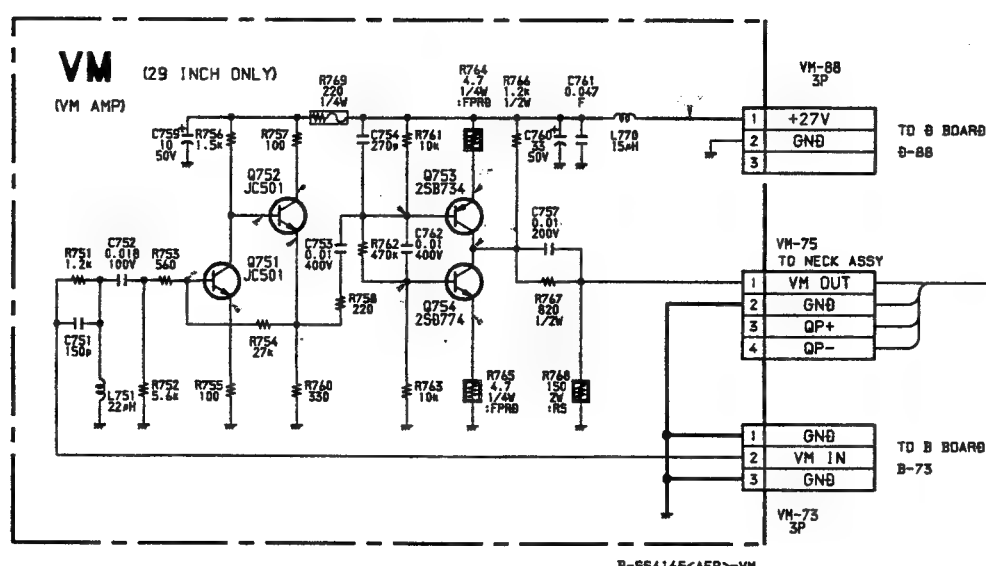 VM (29 INCH ONLY)
(VM AMP)
R769
220
1/4W
R764
4.7
1/4W
:FPRD
R766
1.2k
1/2W
C761
0.047
F
VM-88
3P
C759
10
50V
R756
1.5k
R757
100
C754
270p
R761
10k
C760
33
50V
L770
15μH
1 +27V
2 GND
3
TO D BOARD
D-88
Q752
JC501
Q753
2SB734
C753
0.01
400V
R762
470k
C762
0.01
400V
C757
0.01
200V
R751
1.2k
C752
0.018
100V
R753
560
Q751
JC501
R758
220
Q754
2SB774
R767
820
1/2W
VM-75
TO NECK ASSY
1 VM OUT
2 GND
3 QP+
4 QP-
C751
150p
R754
27k
L751
22μH
R752
5.6k
R755
100
R760
330
R763
10k
R765
4.7
1/4W
:FPRD
R768
150
2W
:RS
1 GND
2 VM IN
3 GND
TO B BOARD
B-73
VM-73
3P